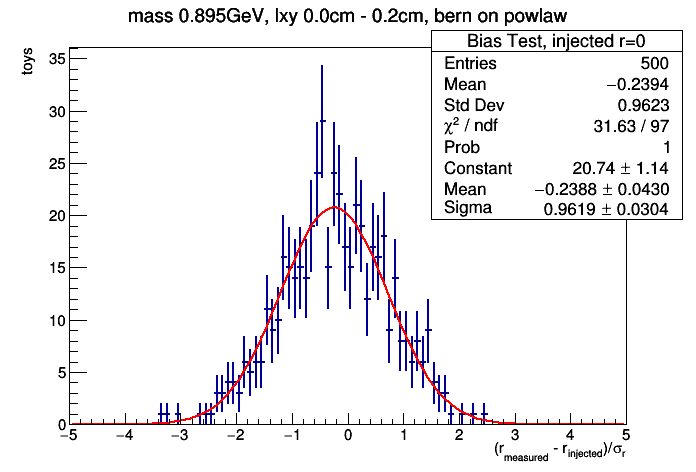 mass 0.895GeV, lxy 0.0cm - 0.2cm, bern on powlaw
toys
Bias Test, injected r=0
Entries 500
Mean −0.2394
Std Dev 0.9623
χ² / ndf 31.63 / 97
Prob 1
Constant 20.74 ± 1.14
Mean −0.2388 ± 0.0430
Sigma 0.9619 ± 0.0304
35
30
25
20
15
10
5
0
−5 −4 −3 −2 −1 0 1 2 3 4 5
(r_measured - r_injected)/σ_r